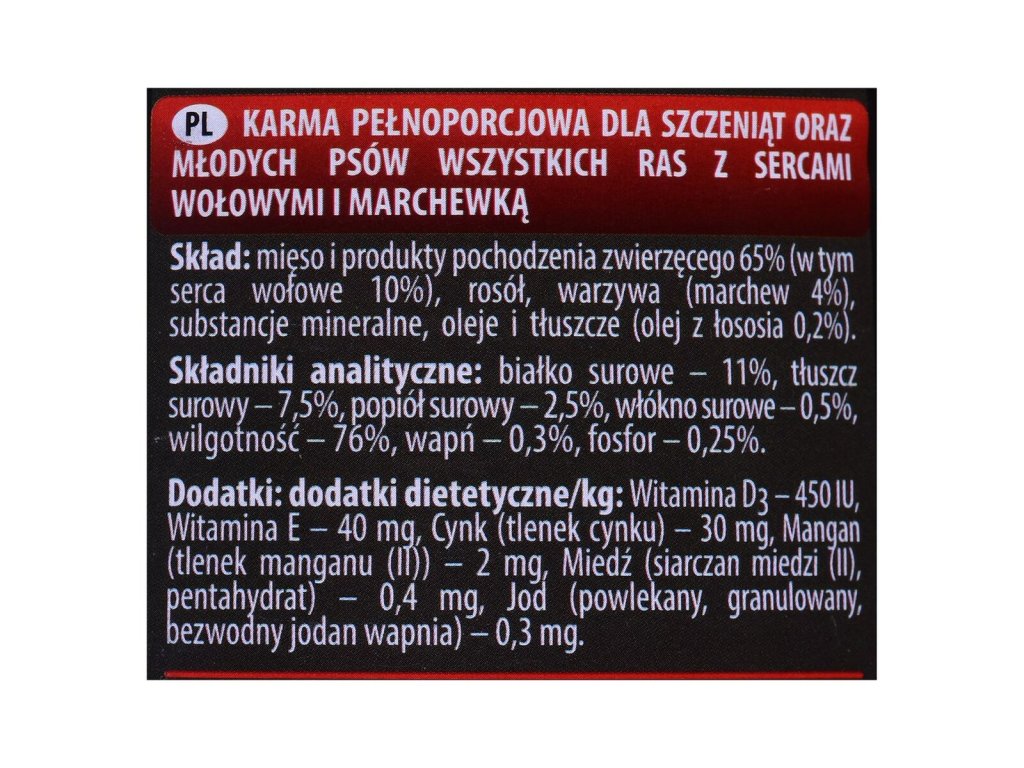 PL KARMA PEŁNOPORCJOWA DLA SZCZENIĄT ORAZ
MŁODYCH PSÓW WSZYSTKICH RAS Z SERCAMI
WOŁOWYMI I MARCHEWKĄ
Skład: mięso i produkty pochodzenia zwierzęcego 65% (w tym
serca wołowe 10%), rosół, warzywa (marchew 4%),
substancje mineralne, oleje i tłuszcze (olej z łososia 0,2%).
Składniki analityczne: białko surowe – 11%, tłuszcz
surowy – 7,5%, popiół surowy – 2,5%, włókno surowe – 0,5%,
wilgotność – 76%, wapń – 0,3%, fosfor – 0,25%.
Dodatki: dodatki dietetyczne/kg: Witamina D3 – 450 IU,
Witamina E – 40 mg, Cynk (tlenek cynku) – 30 mg, Mangan
(tlenek manganu (II)) – 2 mg, Miedź (siarczan miedzi (II),
pentahydrat) – 0,4 mg, Jod (powlekany, granulowany,
bezwodny jodan wapnia) – 0,3 mg.